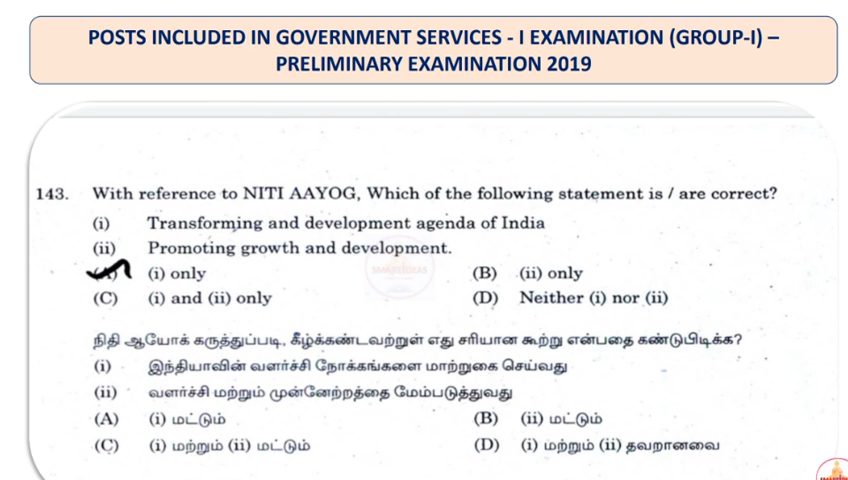 POSTS INCLUDED IN GOVERNMENT SERVICES - I EXAMINATION (GROUP-I) –
PRELIMINARY EXAMINATION 2019
143. With reference to NITI AAYOG, Which of the following statement is / are correct?
(i) Transforming and development agenda of India
(ii) Promoting growth and development.
(A) (i) only (B) (ii) only
(C) (i) and (ii) only (D) Neither (i) nor (ii)
நிதி ஆயோக் கருத்துப்படி, கீழ்க்கண்டவற்றுள் எது சரியான கூற்று என்பதை கண்டுபிடிக்க?
(i) இந்தியாவின் வளர்ச்சி நோக்கங்களை மாற்றுகை செய்வது
(ii) வளர்ச்சி மற்றும் முன்னேற்றத்தை மேம்படுத்துவது
(A) (i) மட்டும் (B) (ii) மட்டும்
(C) (i) மற்றும் (ii) மட்டும் (D) (i) மற்றும் (ii) தவறானவை